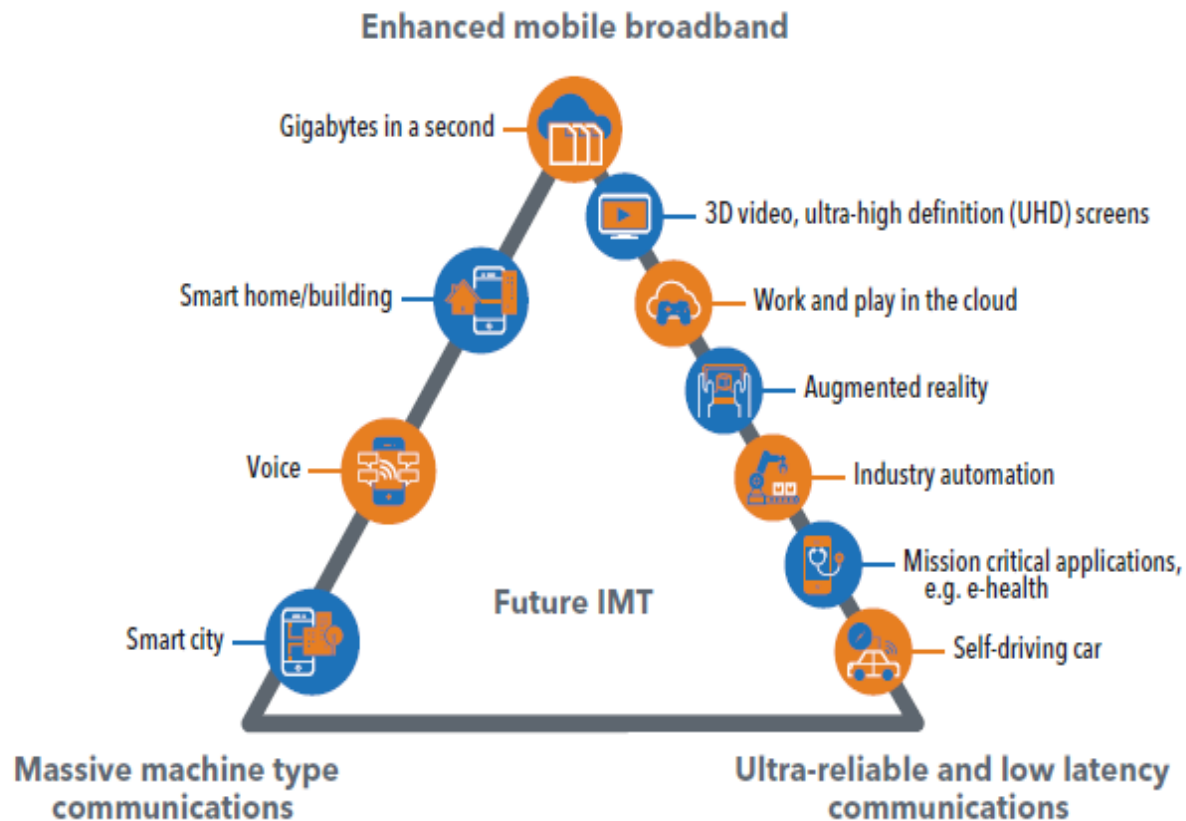 Enhanced mobile broadband
Gigabytes in a second
3D video, ultra-high definition (UHD) screens
Smart home/building
Work and play in the cloud
Augmented reality
Voice
Industry automation
Mission critical applications,
e.g. e-health
Future IMT
Smart city
Self-driving car
Massive machine type
communications
Ultra-reliable and low latency
communications